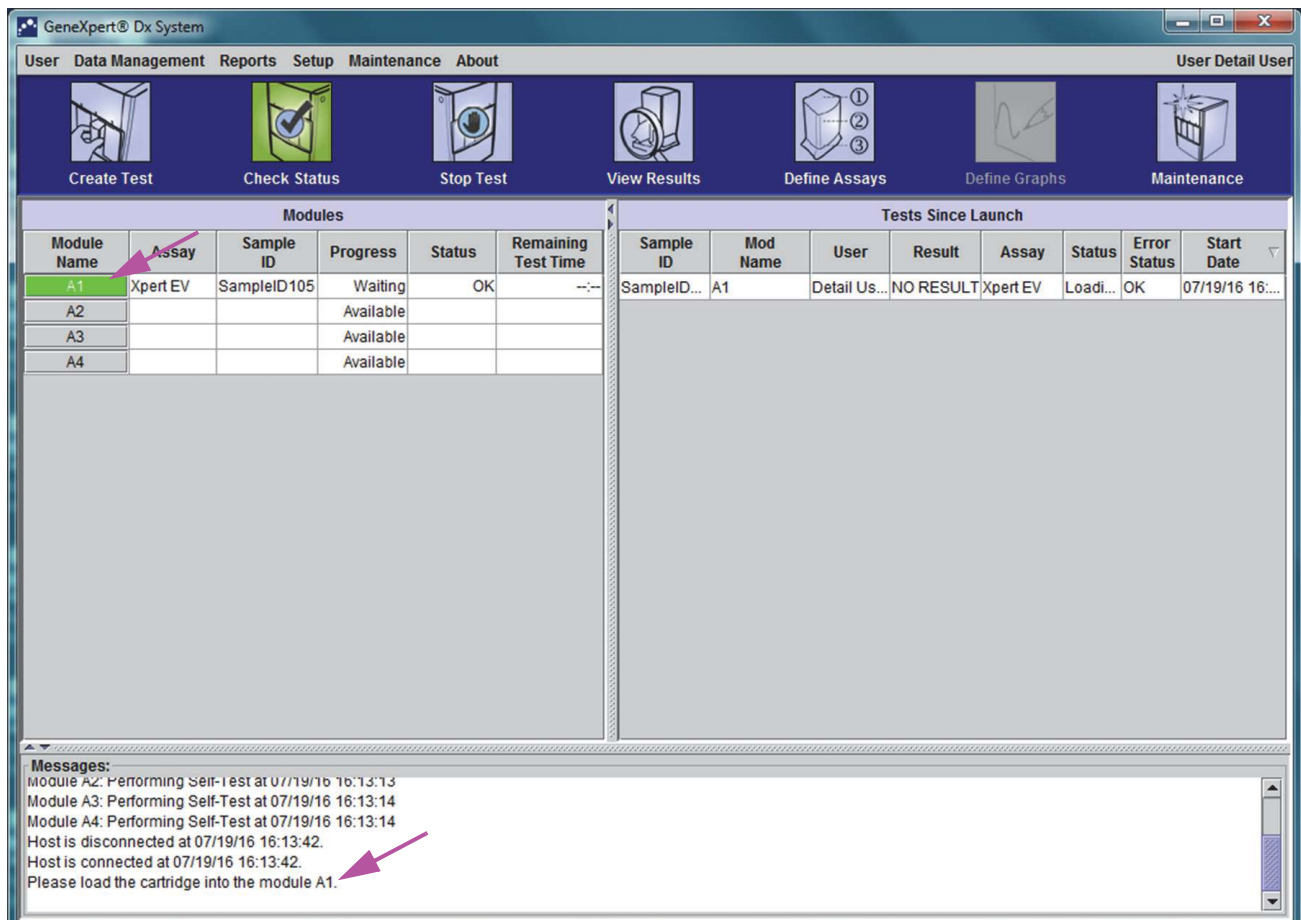 GeneXpert® Dx System
User Data Management Reports Setup Maintenance About User Detail User
Create Test Check Status Stop Test View Results Define Assays Define Graphs Maintenance
① ② ③
Modules
Module Name Assay Sample ID Progress Status Remaining Test Time
A1 Xpert EV SampleID105 Waiting OK --:--
A2 Available
A3 Available
A4 Available
Tests Since Launch
Sample ID Mod Name User Result Assay Status Error Status Start Date
SampleID... A1 Detail Us... NO RESULT Xpert EV Loadi... OK 07/19/16 16:...
Messages:
Module A2: Performing Self-Test at 07/19/16 16:13:13
Module A3: Performing Self-Test at 07/19/16 16:13:14
Module A4: Performing Self-Test at 07/19/16 16:13:14
Host is disconnected at 07/19/16 16:13:42.
Host is connected at 07/19/16 16:13:42.
Please load the cartridge into the module A1.